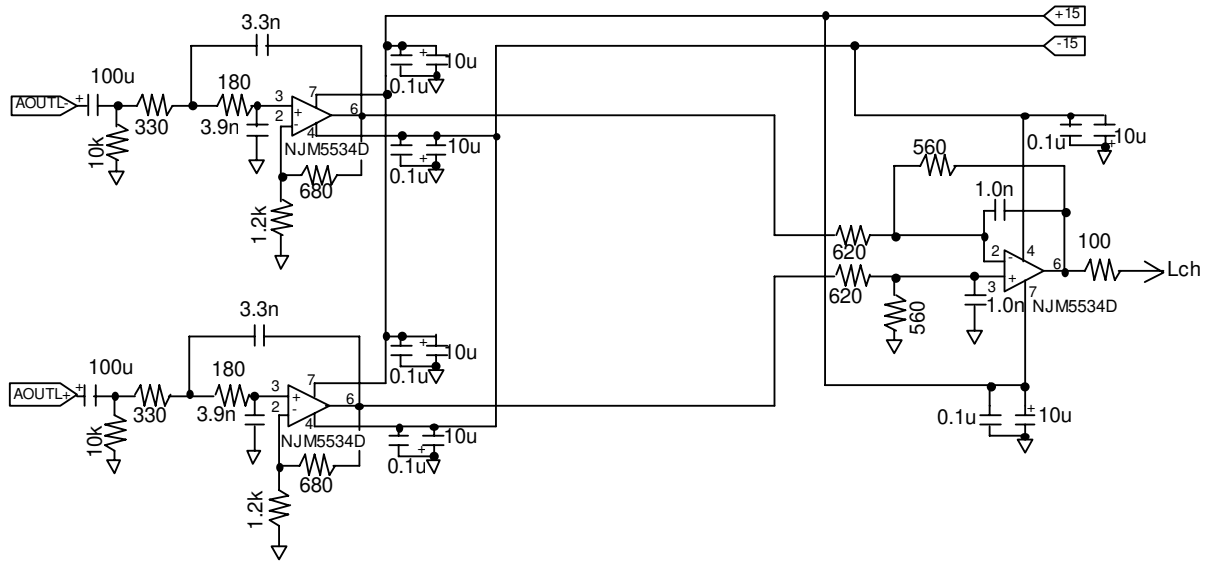 +15
-15
3.3n
100u
180
AOUTL-
+
330
10k
3.9n
3
2
+
-
7
4
6
NJM5534D
680
1.2k
+
10u
0.1u
10u
0.1u
+
560
1.0n
620
620
560
2
3
-
+
4
7
6
1.0n
NJM5534D
100
Lch
0.1u
10u
+
3.3n
100u
180
AOUTL+
+
330
10k
3.9n
3
2
+
-
7
4
6
NJM5534D
680
1.2k
+
10u
0.1u
10u
0.1u
+
0.1u
+
10u